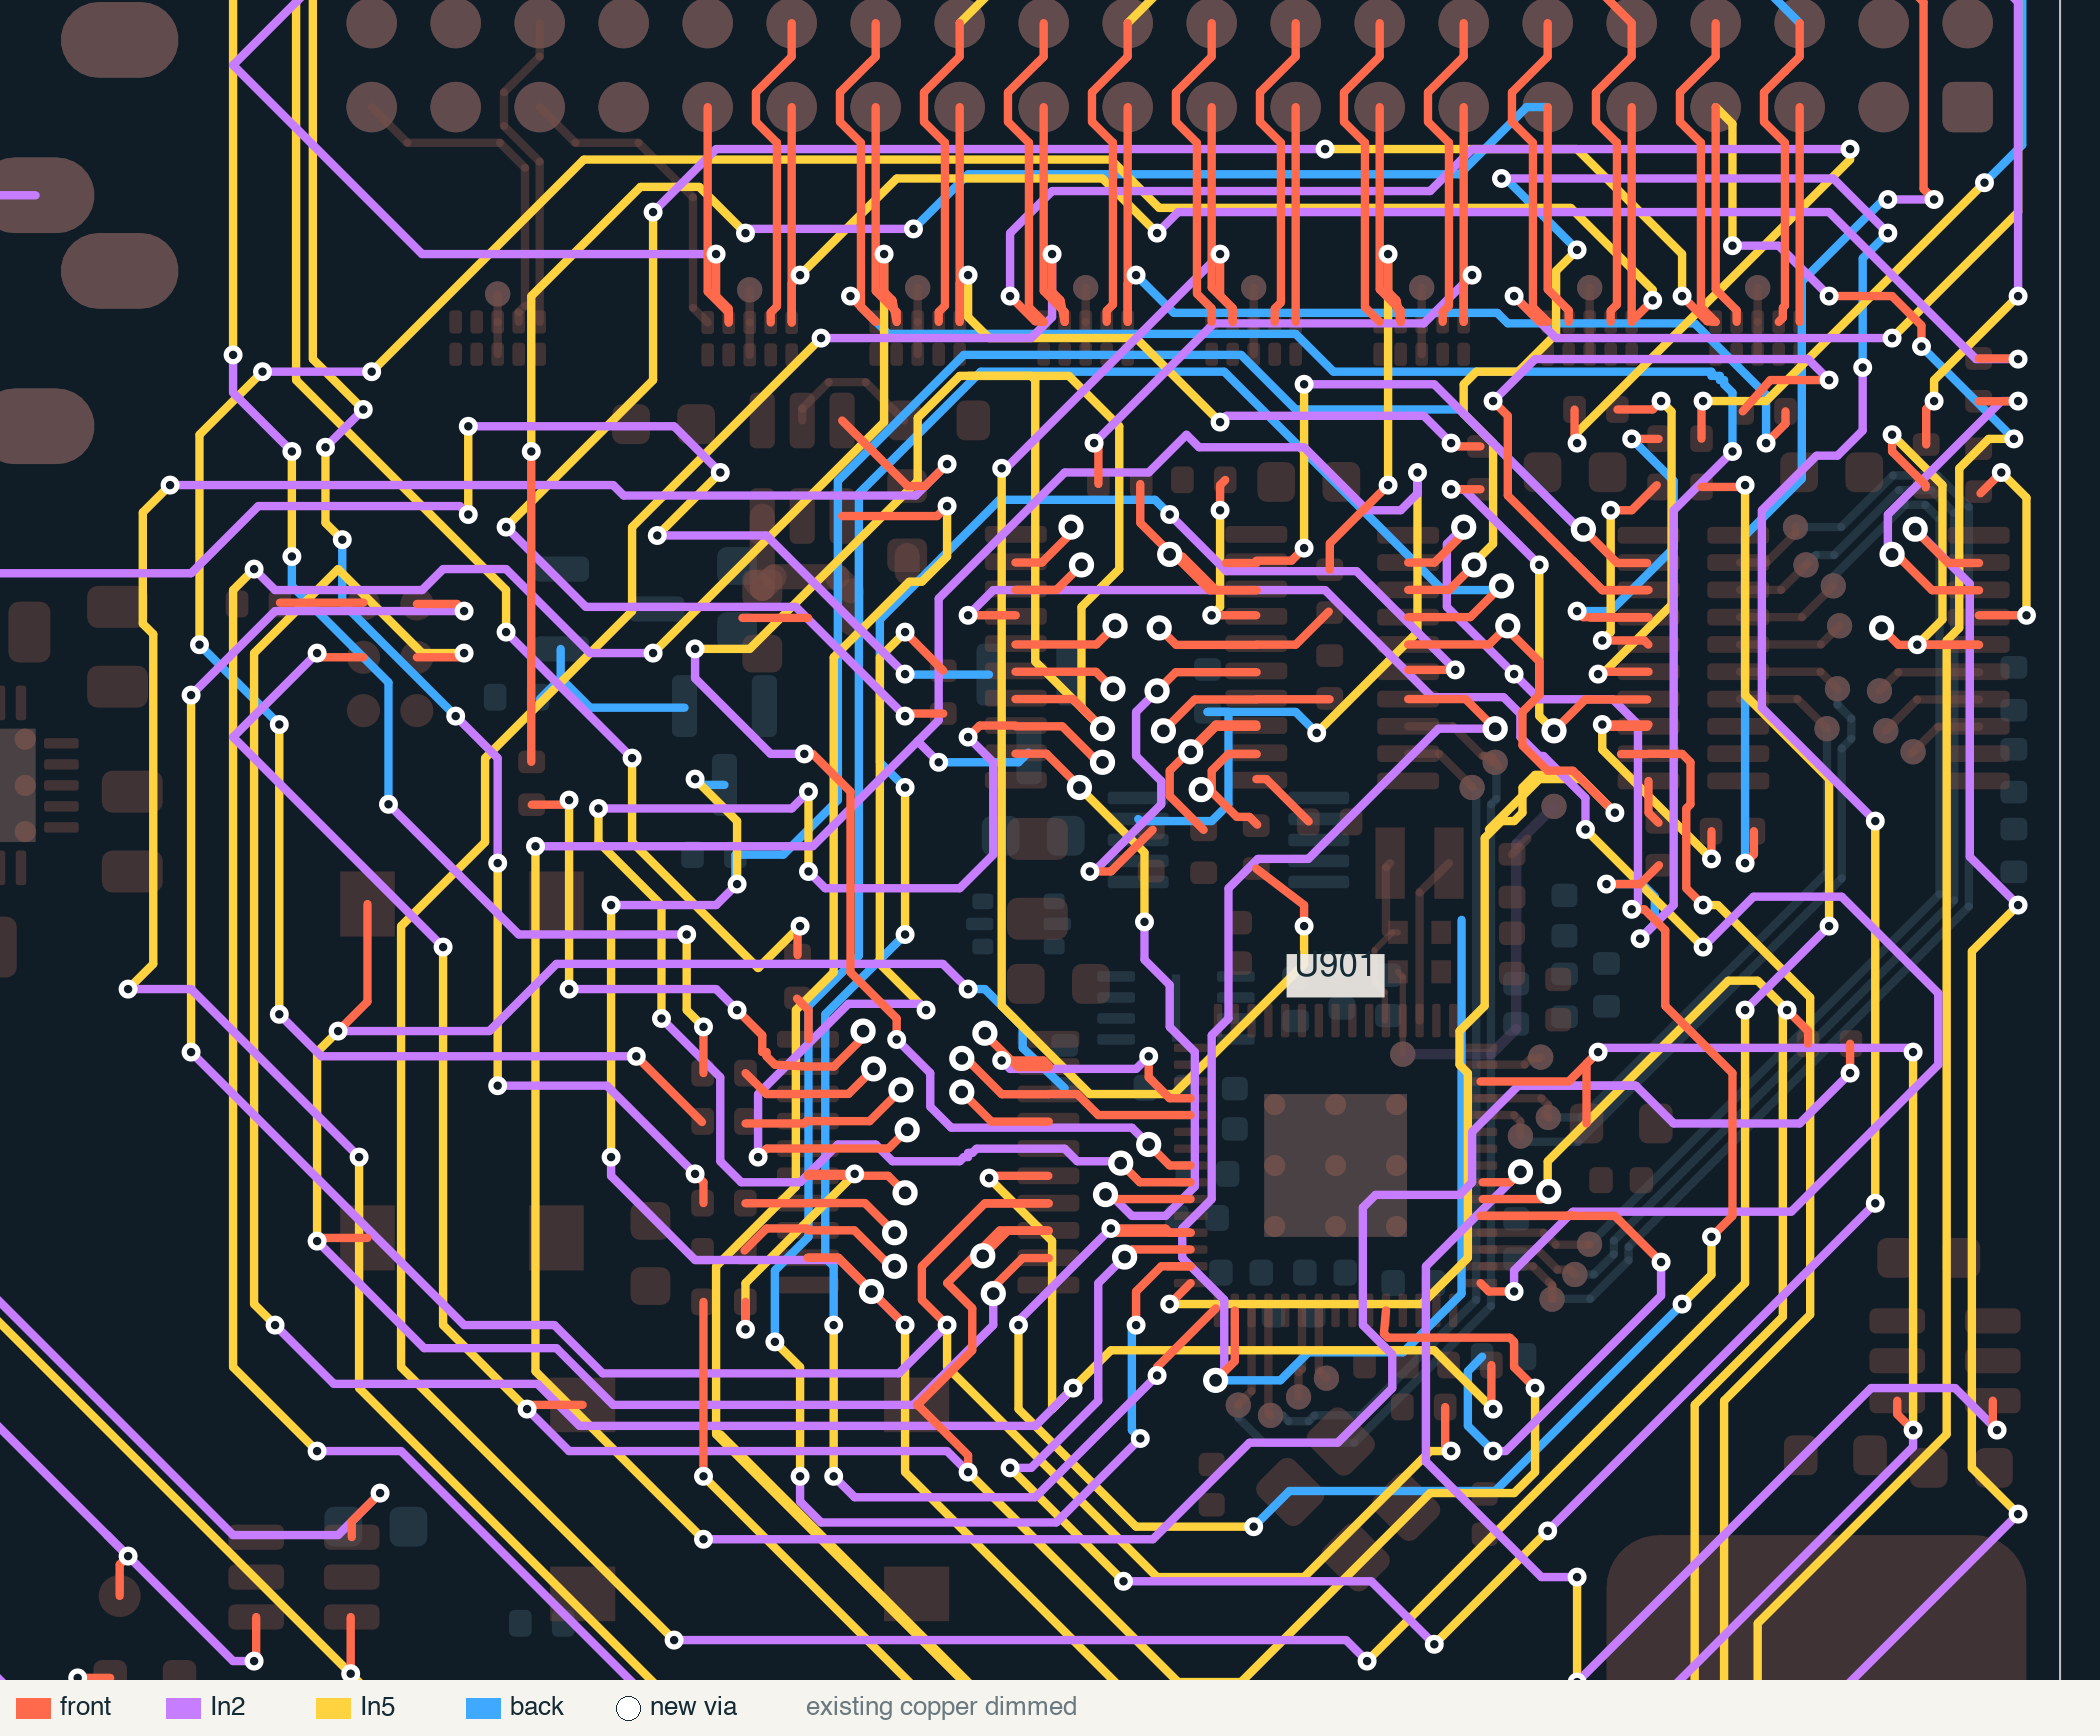 U901
front
In2
In5
back
new via
existing copper dimmed